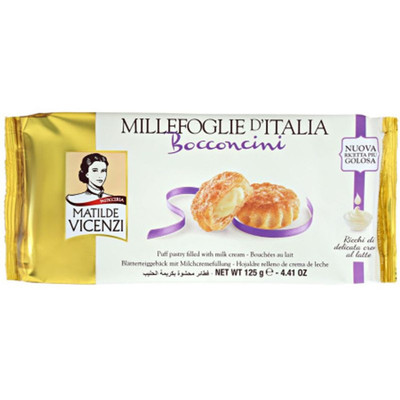 MILLEFOGLIE D'ITALIA
Bocconcini
NUOVA
RICETTA PIÙ
GOLOSA
VICENZI
MATILDE
VICENZI
Ricchi di
delicata crema
al latte
Puff pastry filled with milk cream - Bouchées au lait
Blätterteiggebäck mit Milchcremefüllung - Hojaldre relleno de crema de leche
فطائر محشوة بكريمة الحليب
NET WT 125 g ℮ - 4.41 OZ